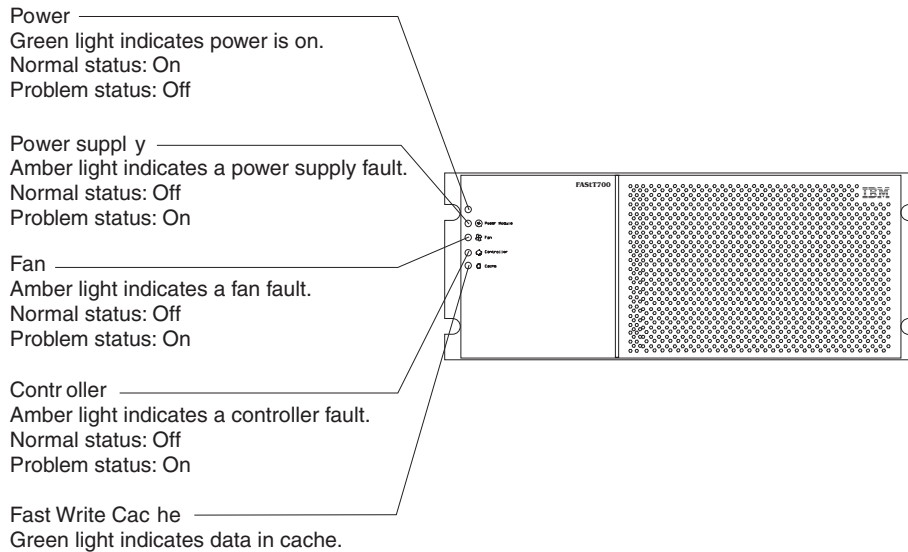 Power
Green light indicates power is on.
Normal status: On
Problem status: Off
Power suppl y
Amber light indicates a power supply fault.
Normal status: Off
Problem status: On
Fan
Amber light indicates a fan fault.
Normal status: Off
Problem status: On
Contr oller
Amber light indicates a controller fault.
Normal status: Off
Problem status: On
Fast Write Cac he
Green light indicates data in cache.
FAStT700
IBM
Power Module
Fan
Controller
Cache